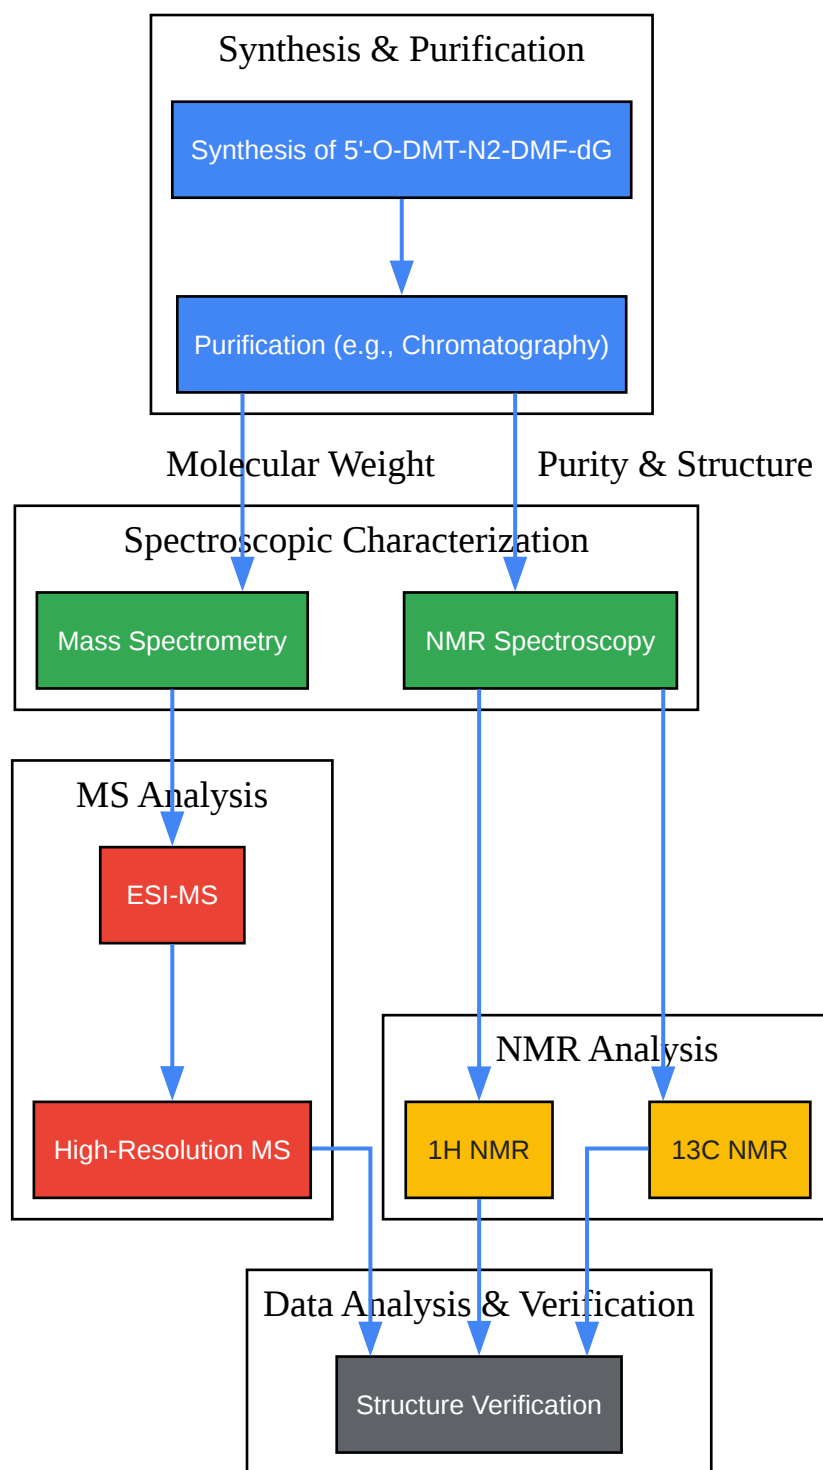 Synthesis & Purification
Synthesis of 5'-O-DMT-N2-DMF-dG
Purification (e.g., Chromatography)
Molecular Weight
Purity & Structure
Spectroscopic Characterization
Mass Spectrometry
NMR Spectroscopy
MS Analysis
ESI-MS
NMR Analysis
High-Resolution MS
1H NMR
13C NMR
Data Analysis & Verification
Structure Verification